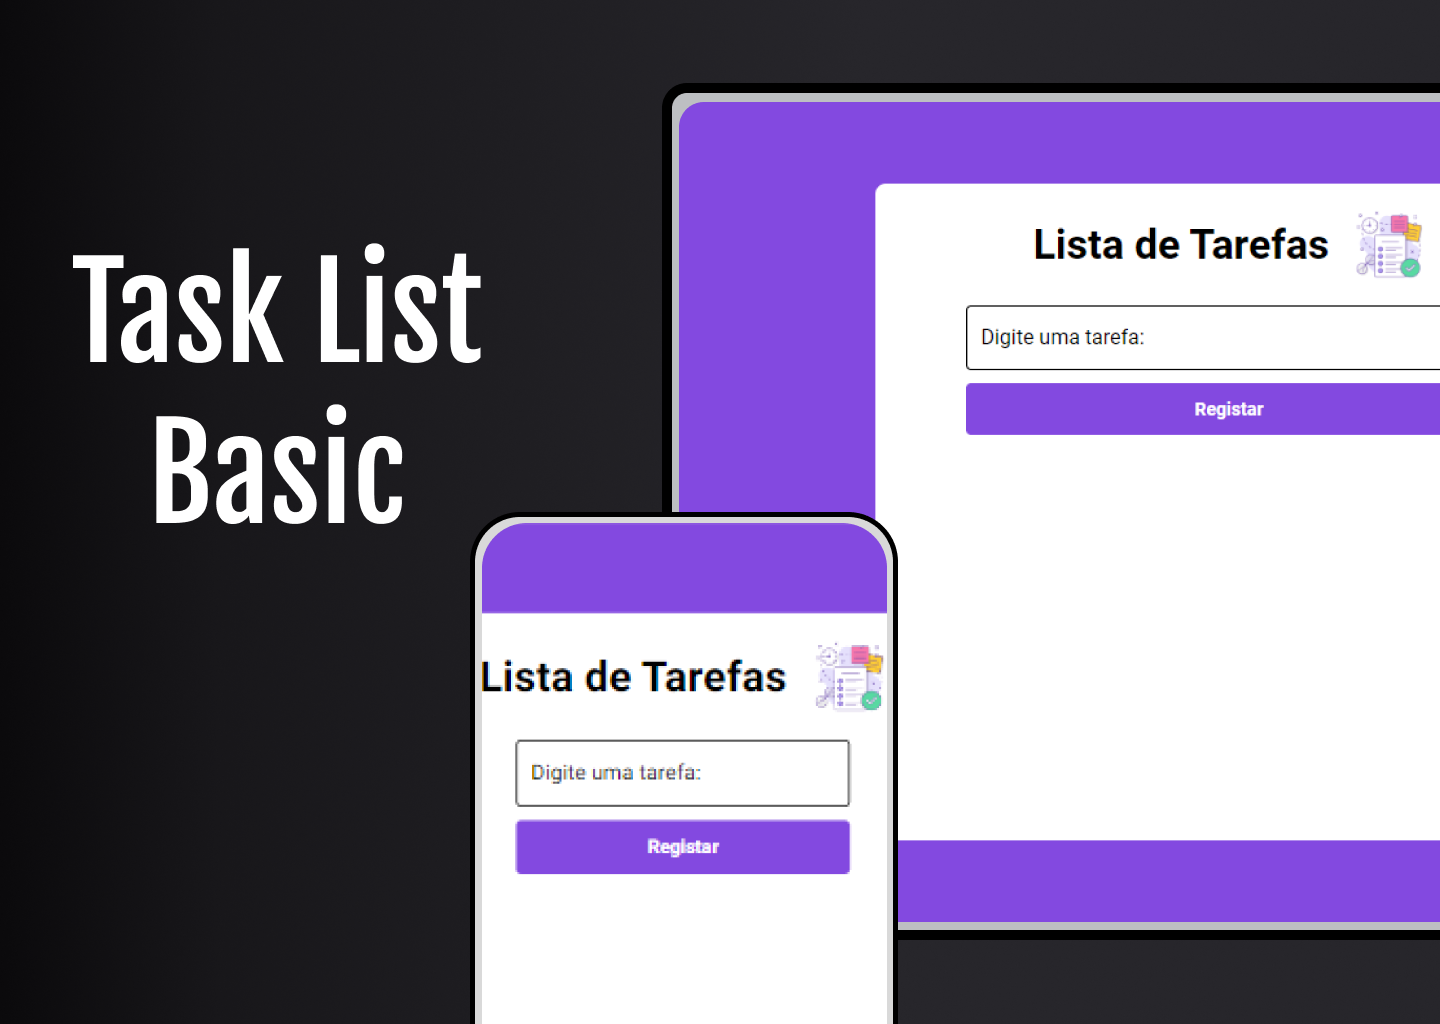 Task List
Basic
Lista de Tarefas
Digite uma tarefa:
Registar
Lista de Tarefas
Digite uma tarefa:
Registar